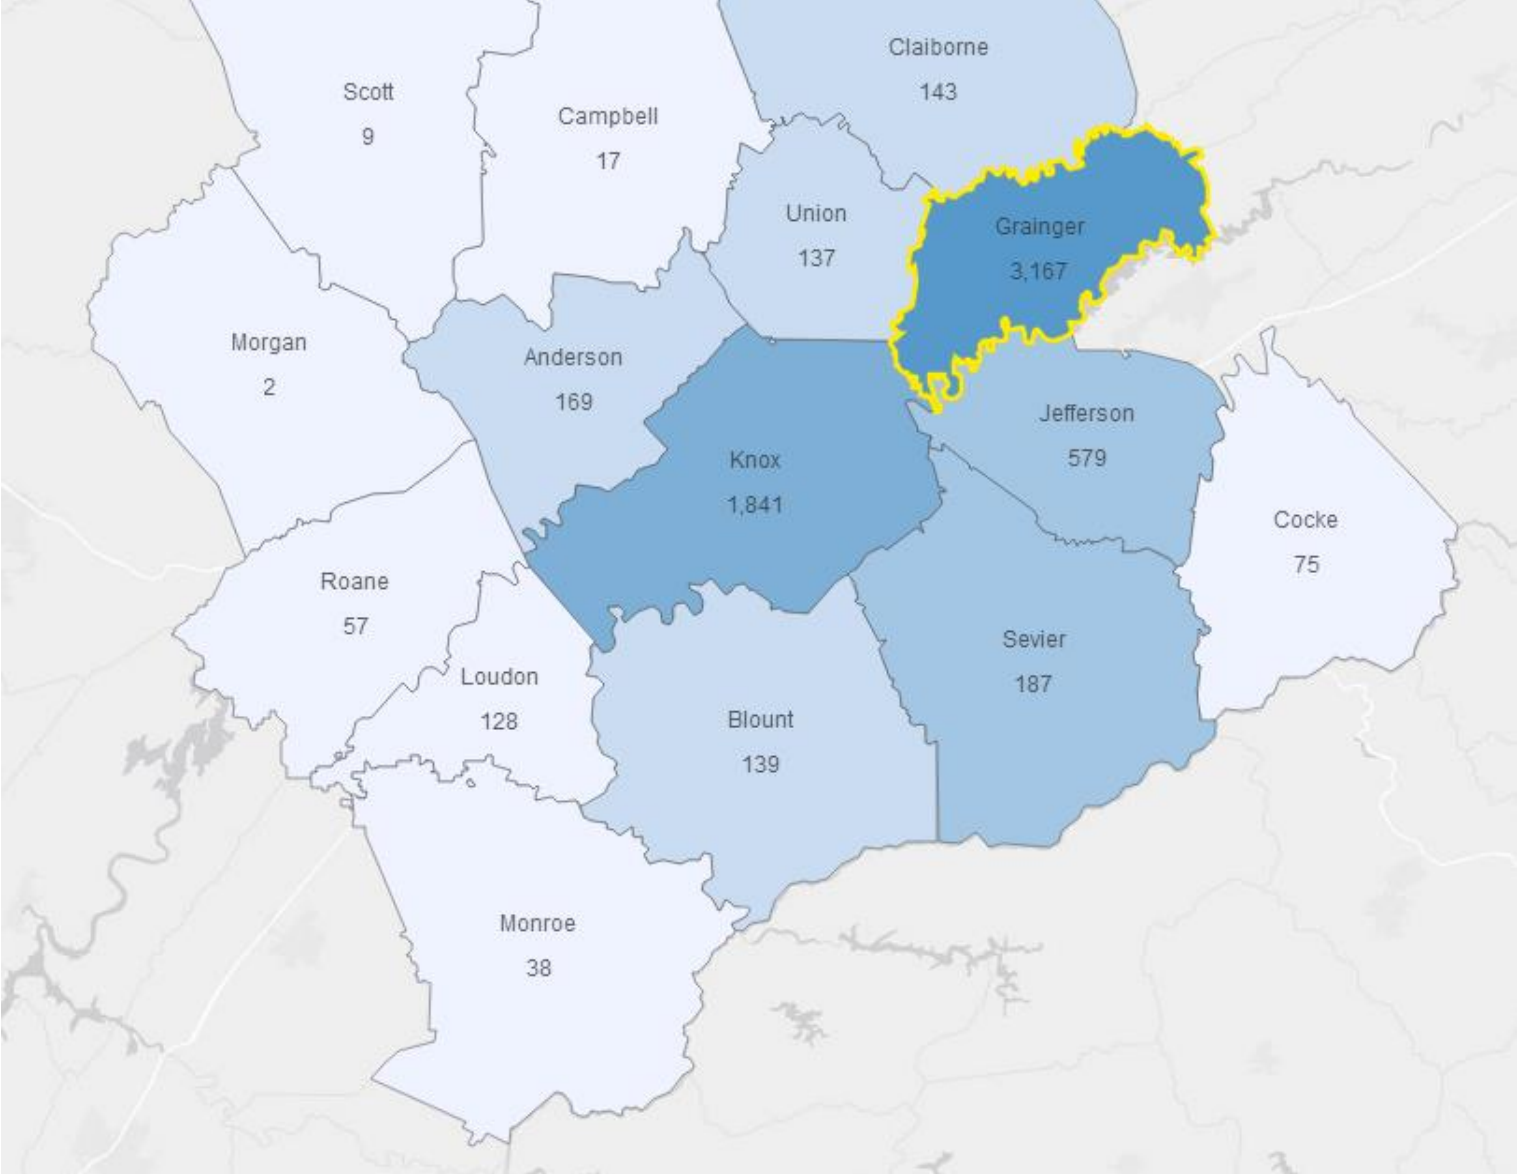 Claiborne
143
Scott
9
Campbell
17
Union
137
Grainger
3,167
Morgan
2
Anderson
169
Jefferson
579
Knox
1,841
Cocke
75
Roane
57
Sevier
187
Loudon
128
Blount
139
Monroe
38